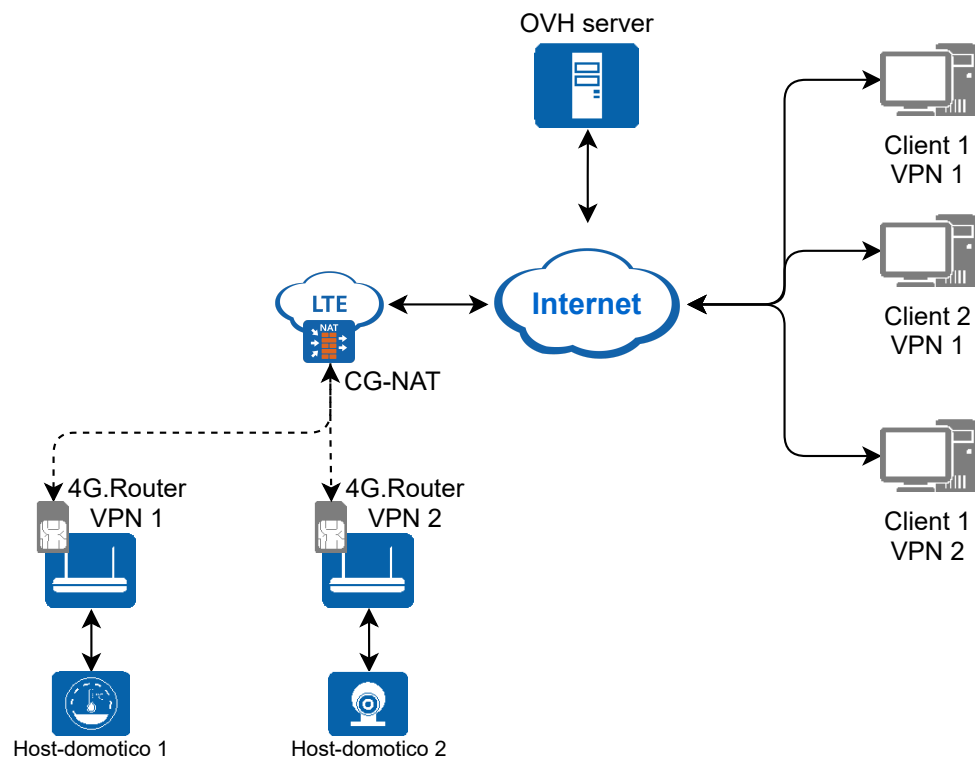 OVH server
Client 1
VPN 1
Internet
LTE
NAT
Client 2
VPN 1
CG-NAT
4G.Router
VPN 1
4G.Router
VPN 2
Client 1
VPN 2
°C
Host-domotico 1
Host-domotico 2